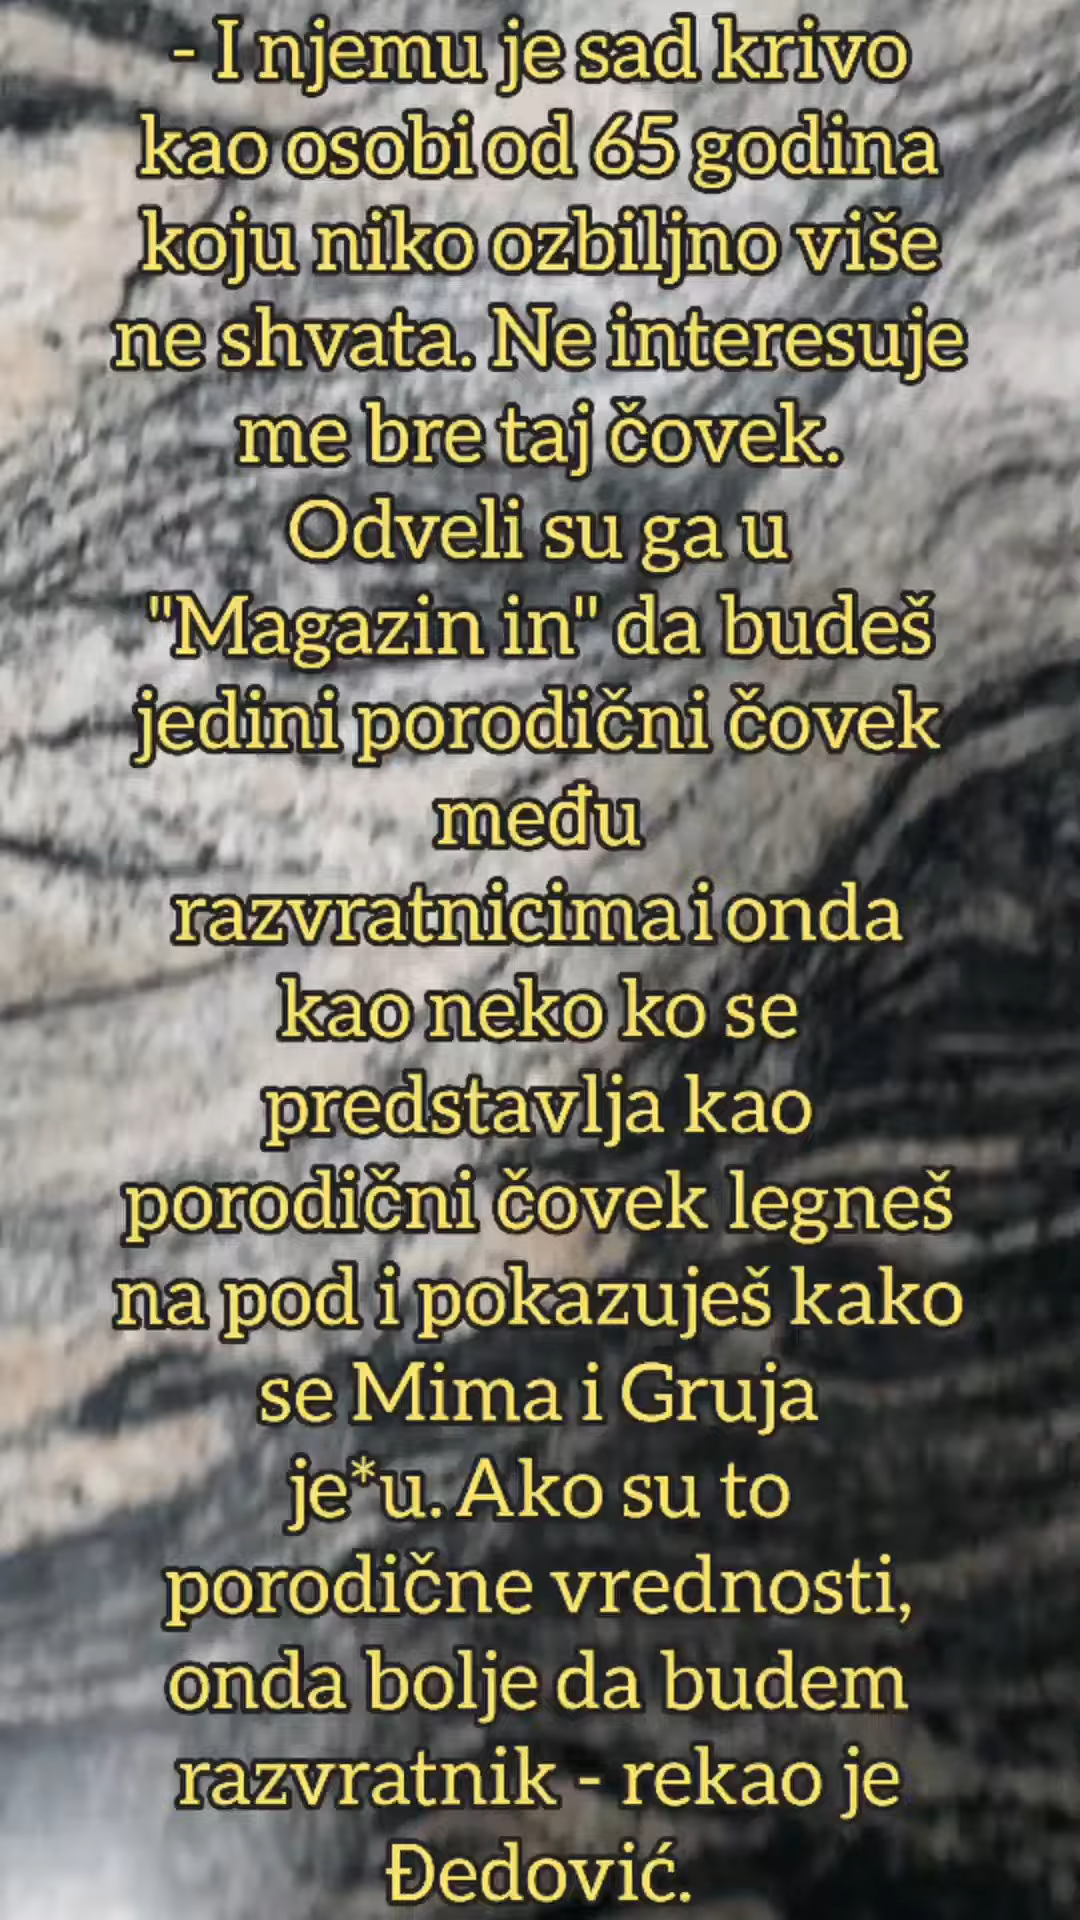 - I njemu je sad krivo
kao osobi od 65 godina
koju niko ozbiljno više
ne shvata. Ne interesuje
me bre taj čovek.
Odveli su ga u
"Magazin in" da budeš
jedini porodični čovek
među
razvratnicima i onda
kao neko ko se
predstavlja kao
porodični čovek legneš
na pod i pokazuješ kako
se Mima i Gruja
je*u. Ako su to
porodične vrednosti,
onda bolje da budem
razvratnik - rekao je
Đedović.